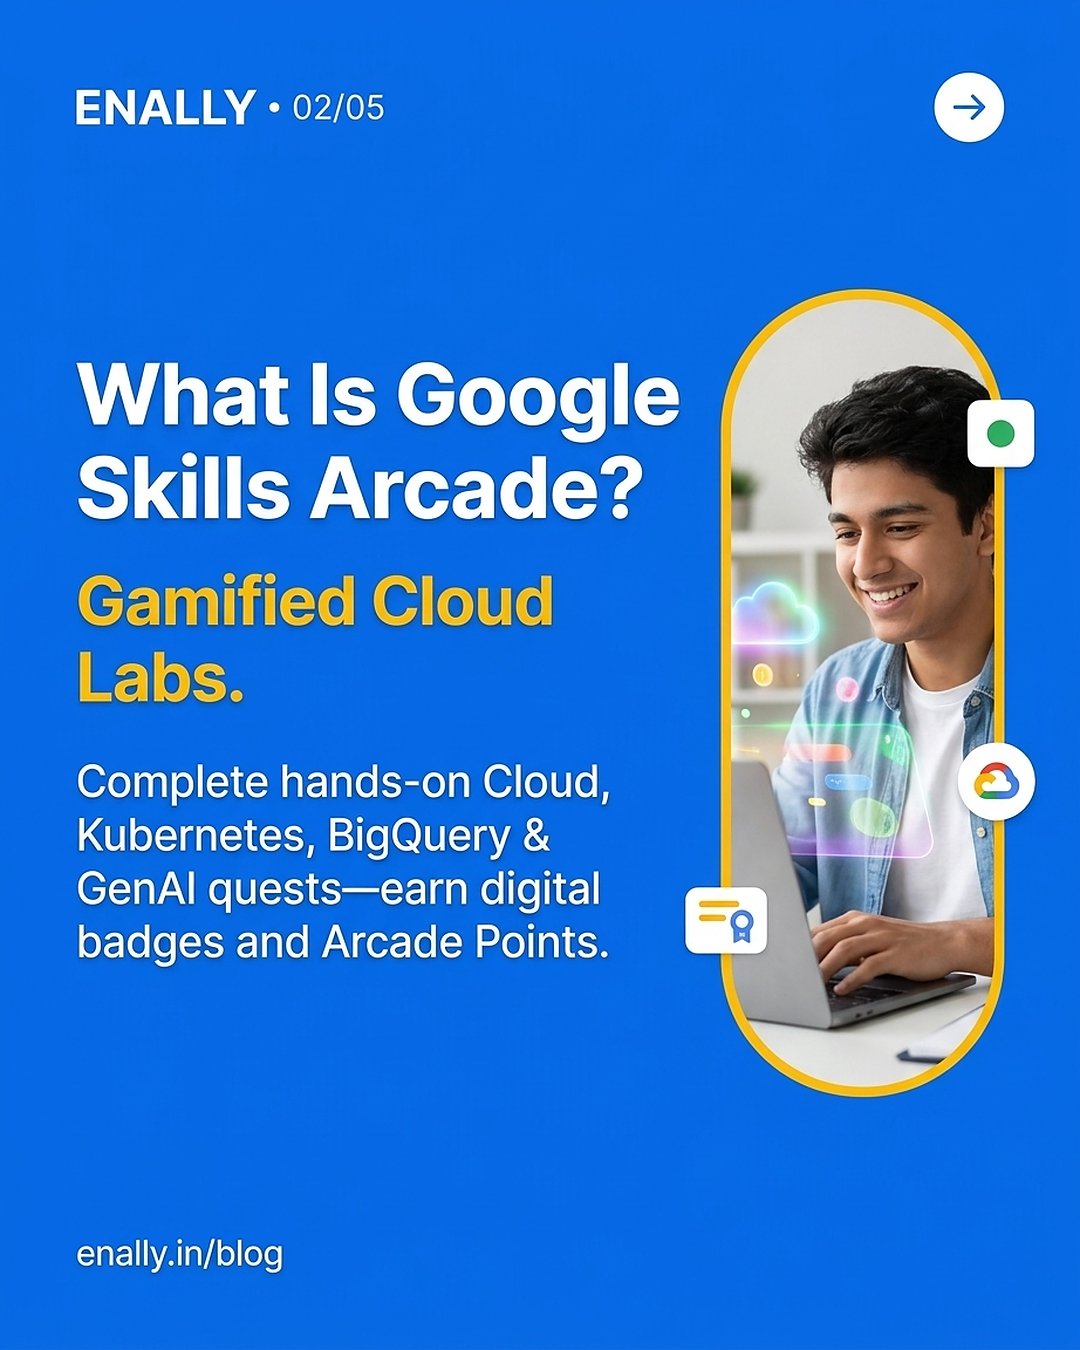 ENALLY • 02/05
What Is Google
Skills Arcade?
Gamified Cloud
Labs.
Complete hands-on Cloud,
Kubernetes, BigQuery &
GenAI quests—earn digital
badges and Arcade Points.
enally.in/blog